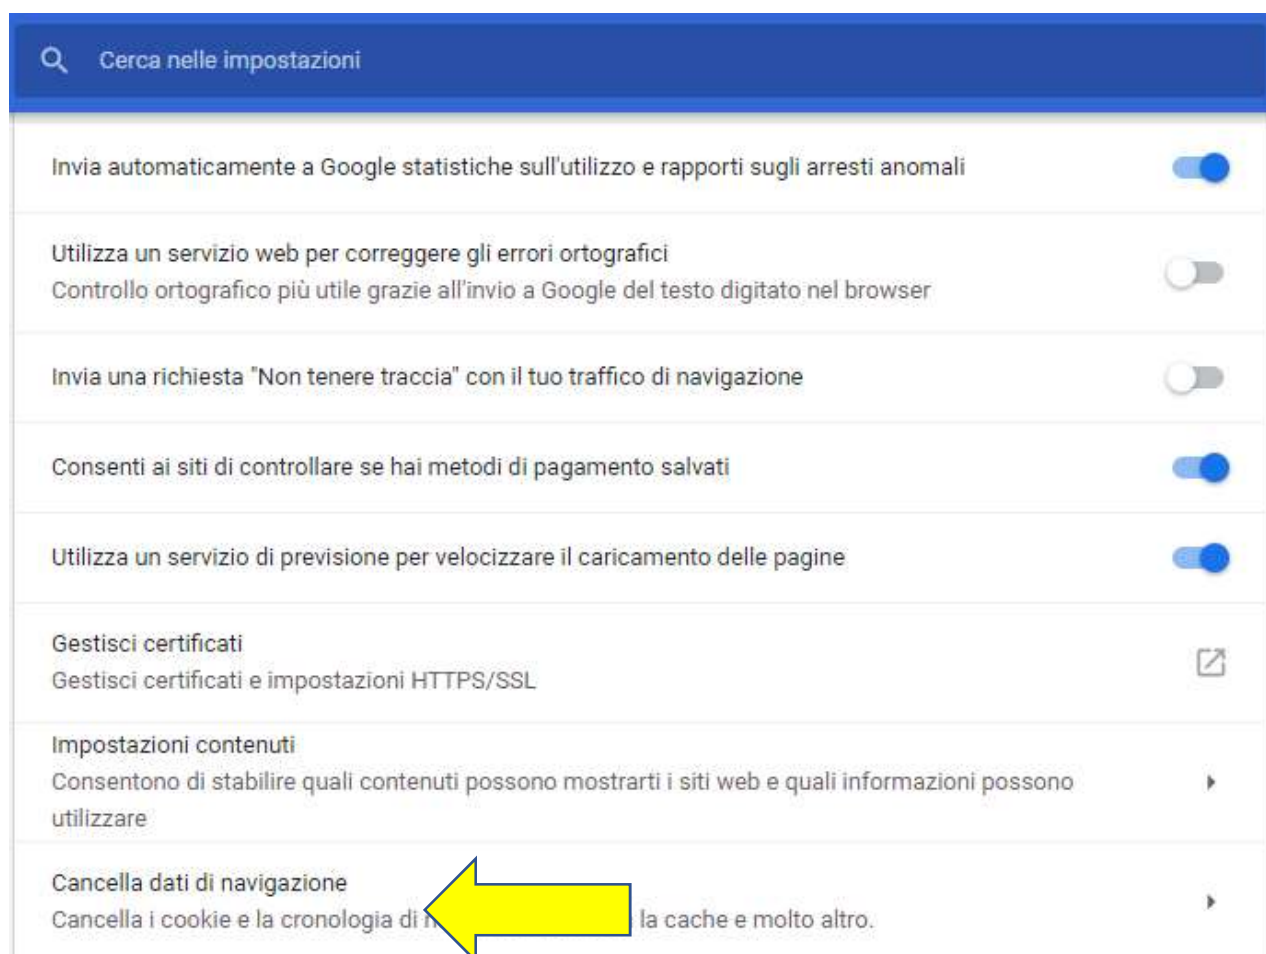 Cerca nelle impostazioni
Invia automaticamente a Google statistiche sull'utilizzo e rapporti sugli arresti anomali
Utilizza un servizio web per correggere gli errori ortografici
Controllo ortografico più utile grazie all'invio a Google del testo digitato nel browser
Invia una richiesta "Non tenere traccia" con il tuo traffico di navigazione
Consenti ai siti di controllare se hai metodi di pagamento salvati
Utilizza un servizio di previsione per velocizzare il caricamento delle pagine
Gestisci certificati
Gestisci certificati e impostazioni HTTPS/SSL
Impostazioni contenuti
Consentono di stabilire quali contenuti possono mostrarti i siti web e quali informazioni possono
utilizzare
Cancella dati di navigazione
Cancella i cookie e la cronologia di la cache e molto altro.